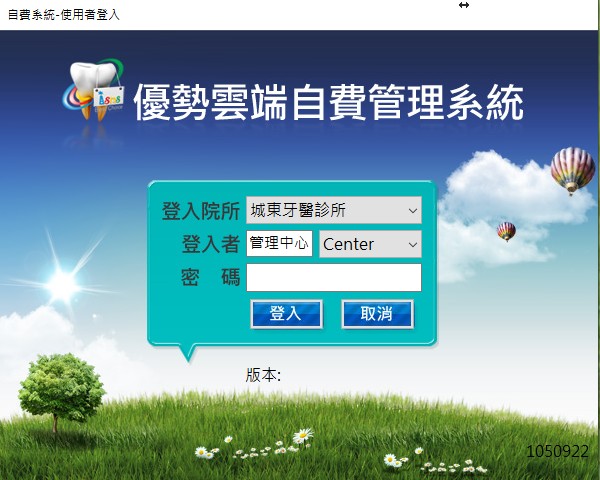 自費系統-使用者登入
優勢雲端自費管理系統
登入院所 城東牙醫診所
登入者 管理中心 Center
密 碼
登入 取消
版本:
1050922